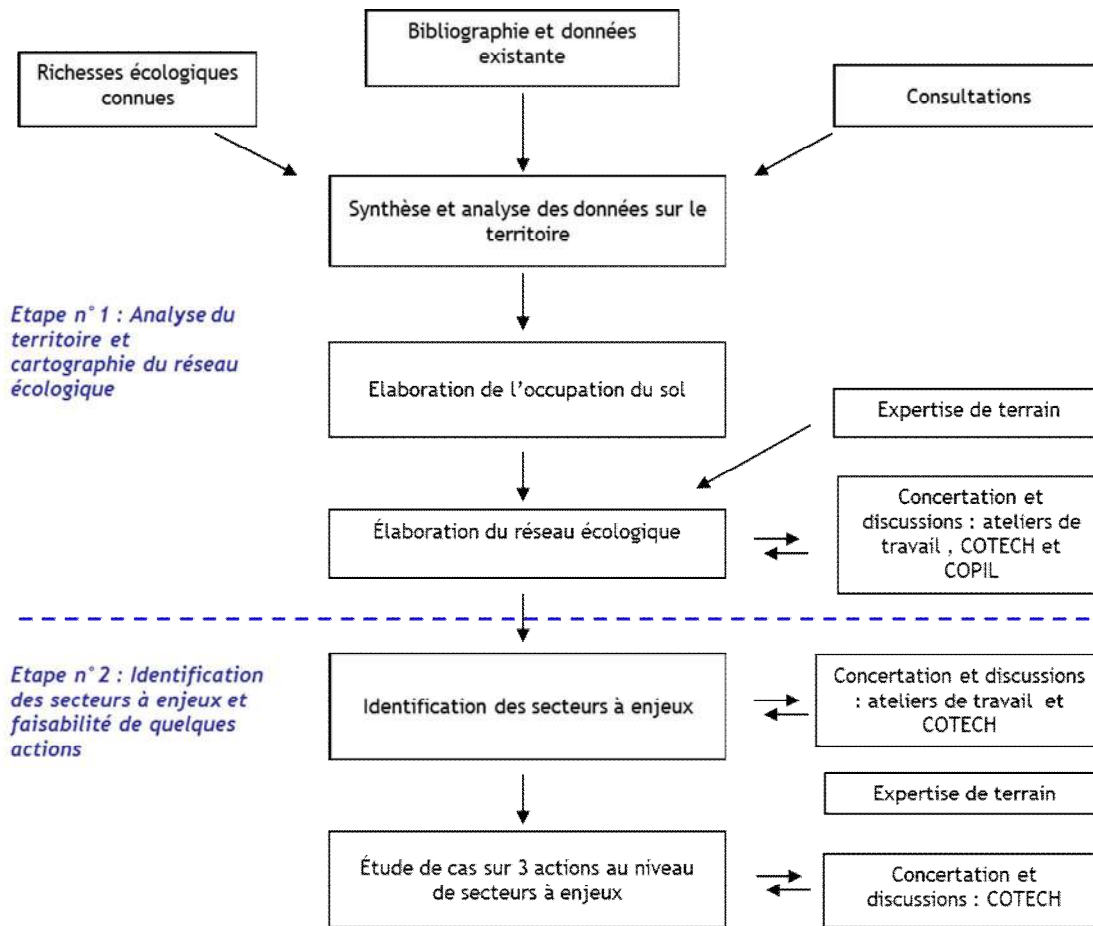 Bibliographie et données
existante
Richesses écologiques
connues
Consultations
Synthèse et analyse des données sur le
territoire
Etape n°1 : Analyse du
territoire et
cartographie du réseau
écologique
Elaboration de l'occupation du sol
Expertise de terrain
Élaboration du réseau écologique
Concertation et
discussions : ateliers de
travail , COTECH et
COPIL
Etape n°2 : Identification
des secteurs à enjeux et
faisabilité de quelques
actions
Identification des secteurs à enjeux
Concertation et discussions
: ateliers de travail et
COTECH
Expertise de terrain
Étude de cas sur 3 actions au niveau
de secteurs à enjeux
Concertation et
discussions : COTECH